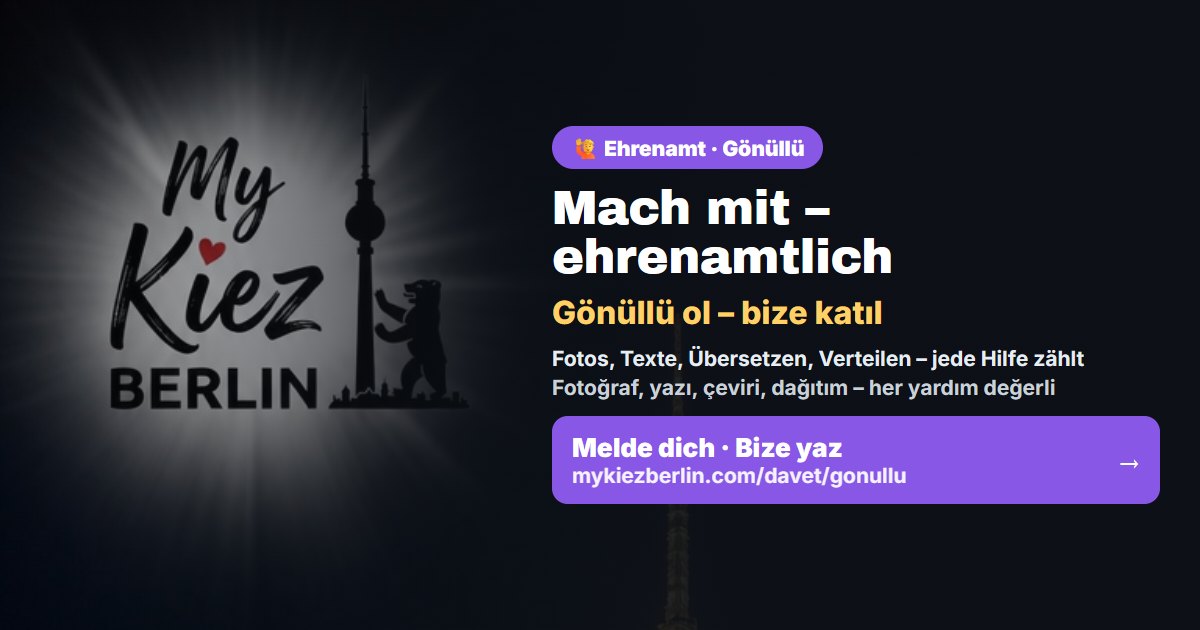 My
Kiez
BERLIN
🙋 Ehrenamt · Gönüllü
Mach mit –
ehrenamtlich
Gönüllü ol – bize katıl
Fotos, Texte, Übersetzen, Verteilen – jede Hilfe zählt
Fotoğraf, yazı, çeviri, dağıtım – her yardım değerli
Melde dich · Bize yaz
mykiezberlin.com/davet/gonullu
→